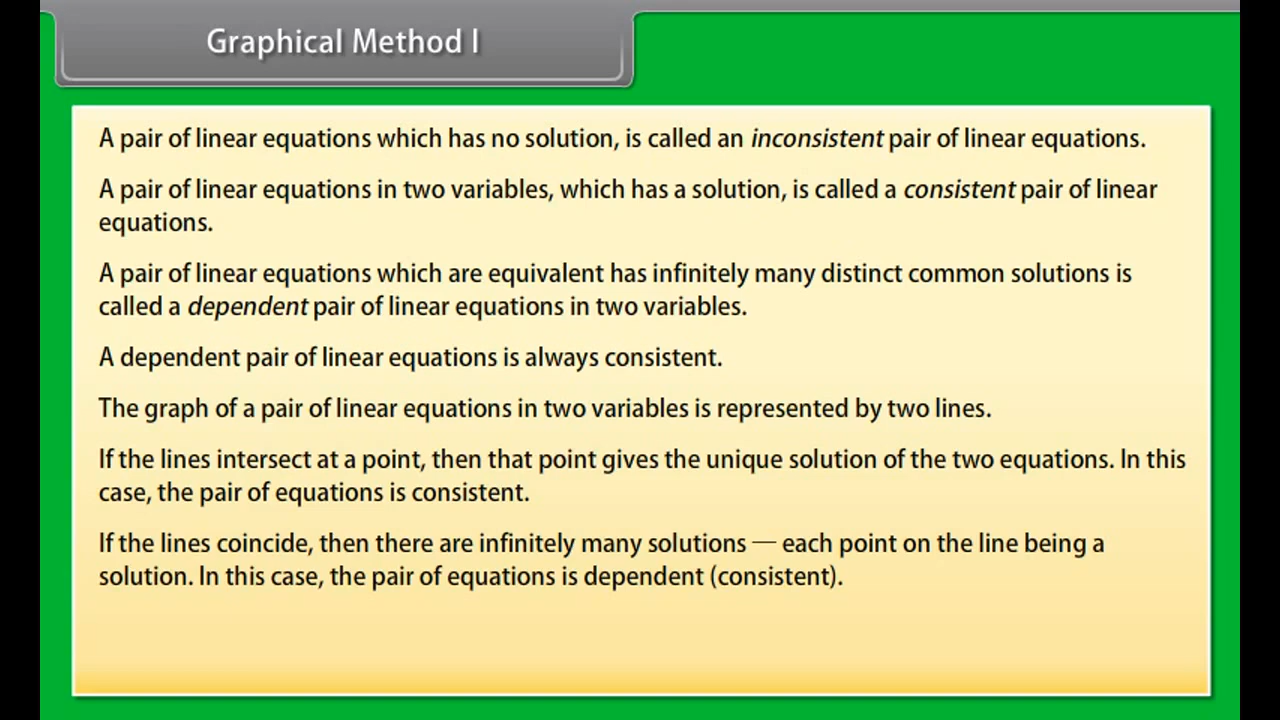 Graphical Method I
A pair of linear equations which has no solution, is called an inconsistent pair of linear equations.
A pair of linear equations in two variables, which has a solution, is called a consistent pair of linear
equations.
A pair of linear equations which are equivalent has infinitely many distinct common solutions is
called a dependent pair of linear equations in two variables.
A dependent pair of linear equations is always consistent.
The graph of a pair of linear equations in two variables is represented by two lines.
If the lines intersect at a point, then that point gives the unique solution of the two equations. In this
case, the pair of equations is consistent.
If the lines coincide, then there are infinitely many solutions — each point on the line being a
solution. In this case, the pair of equations is dependent (consistent).